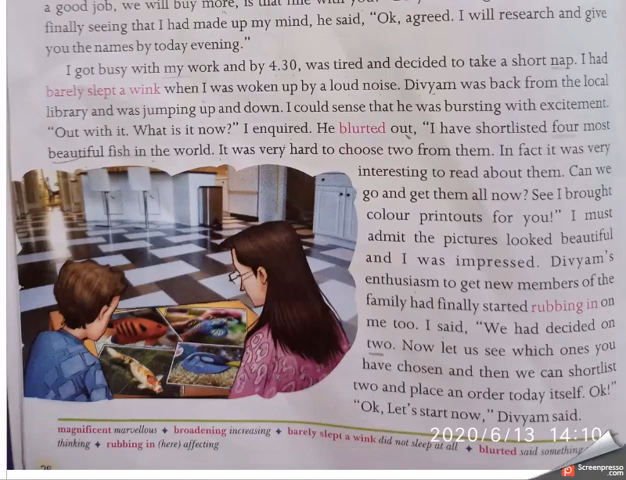 a good job, we will buy more, is that fine with you?
finally seeing that I had made up my mind, he said, "Ok, agreed. I will research and give
you the names by today evening."
I got busy with my work and by 4.30, was tired and decided to take a short nap. I had
barely slept a wink when I was woken up by a loud noise. Divyam was back from the local
library and was jumping up and down. I could sense that he was bursting with excitement.
"Out with it. What is it now?" I enquired. He blurted out, "I have shortlisted four most
beautiful fish in the world. It was very hard to choose two from them. In fact it was very
interesting to read about them. Can we
go and get them all now? See I brought
colour printouts for you!" I must
admit the pictures looked beautiful
and I was impressed. Divyam's
enthusiasm to get new members of the
family had finally started rubbing in on
me too. I said, "We had decided on
two. Now let us see which ones you
have chosen and then we can shortlist
two and place an order today itself. Ok!"
"Ok, Let's start now," Divyam said.
magnificent marvellous ✦ broadening increasing ✦ barely slept a wink did not sleep at all ✦ blurted said something
thinking ✦ rubbing in (here) affecting
2020/6/13 14:10
Screenpresso
.com